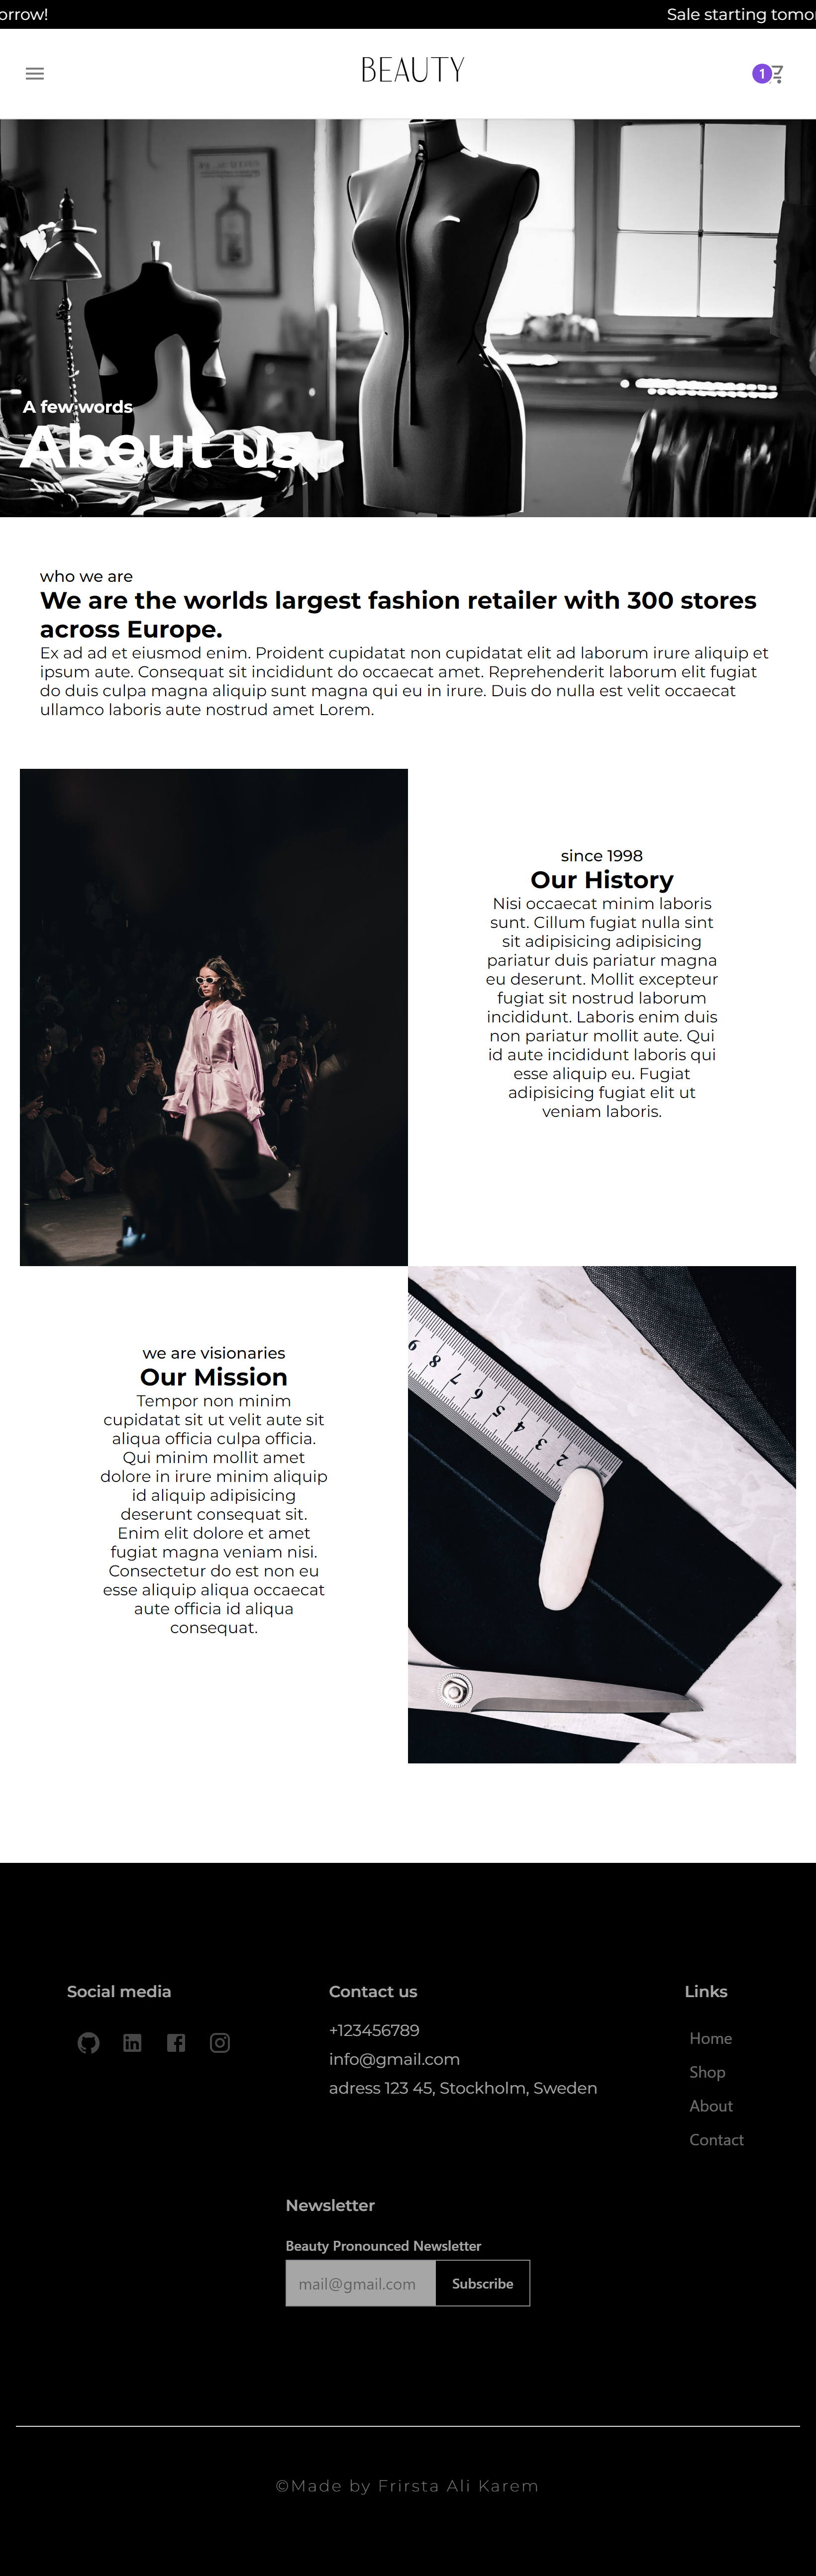 orrow!
Sale starting tomo
BEAUTY
1
A few words
About us
who we are
We are the worlds largest fashion retailer with 300 stores
across Europe.
Ex ad ad et eiusmod enim. Proident cupidatat non cupidatat elit ad laborum irure aliquip et
ipsum aute. Consequat sit incididunt do occaecat amet. Reprehenderit laborum elit fugiat
do duis culpa magna aliquip sunt magna qui eu in irure. Duis do nulla est velit occaecat
ullamco laboris aute nostrud amet Lorem.
since 1998
Our History
Nisi occaecat minim laboris
sunt. Cillum fugiat nulla sint
sit adipisicing adipisicing
pariatur duis pariatur magna
eu deserunt. Mollit excepteur
fugiat sit nostrud laborum
incididunt. Laboris enim duis
non pariatur mollit aute. Qui
id aute incididunt laboris qui
esse aliquip eu. Fugiat
adipisicing fugiat elit ut
veniam laboris.
we are visionaries
Our Mission
Tempor non minim
cupidatat sit ut velit aute sit
aliqua officia culpa officia.
Qui minim mollit amet
dolore in irure minim aliquip
id aliquip adipisicing
deserunt consequat sit.
Enim elit dolore et amet
fugiat magna veniam nisi.
Consectetur do est non eu
esse aliquip aliqua occaecat
aute officia id aliqua
consequat.
9 8 7 6 5 4 3 2
Social media
Contact us
+123456789
info@gmail.com
adress 123 45, Stockholm, Sweden
Links
Home
Shop
About
Contact
Newsletter
Beauty Pronounced Newsletter
mail@gmail.com
Subscribe
©Made by Frirsta Ali Karem